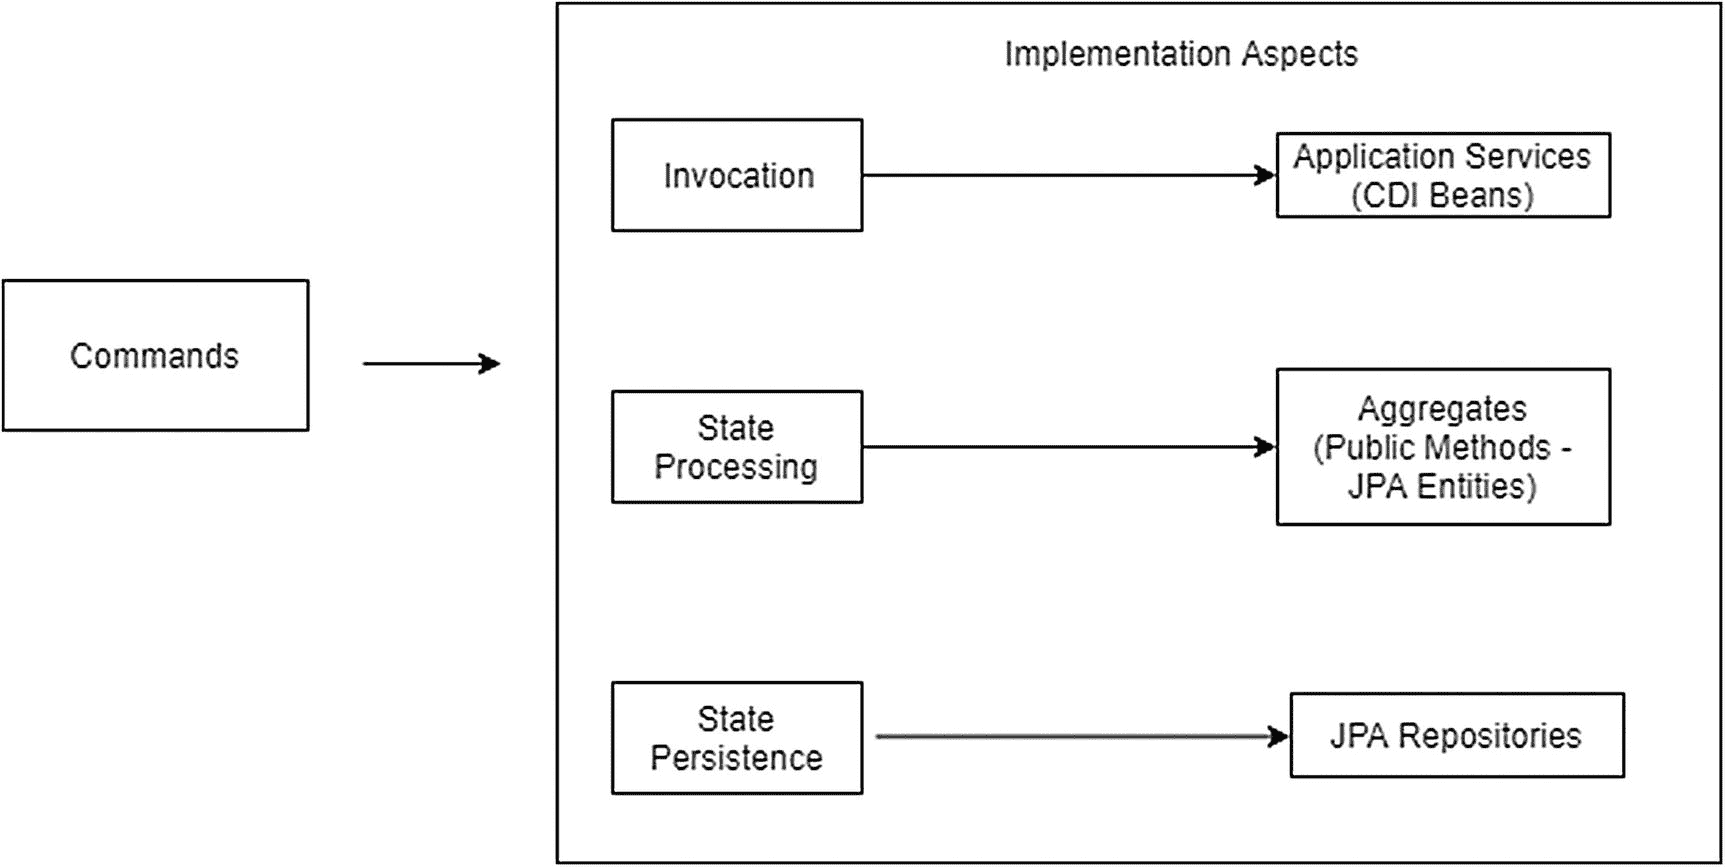 Implementation Aspects
Invocation
Application Services
(CDI Beans)
Commands
State
Processing
Aggregates
(Public Methods -
JPA Entities)
State
Persistence
JPA Repositories